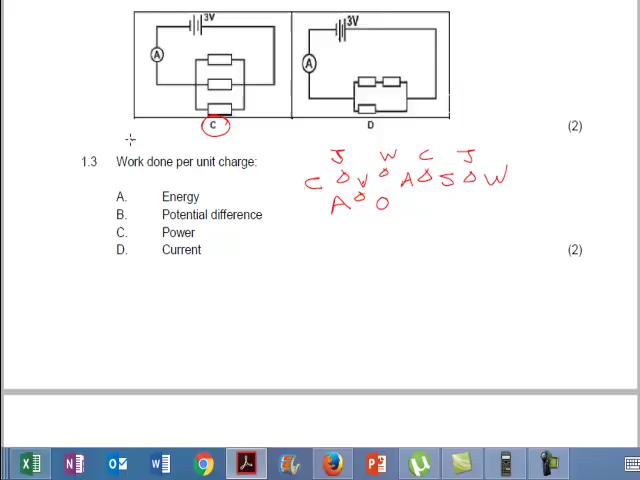 3V
3V
A
A
C
D
(2)
1.3 Work done per unit charge:
J W C J
C V A S W
A O
A. Energy
B. Potential difference
C. Power
D. Current
(2)